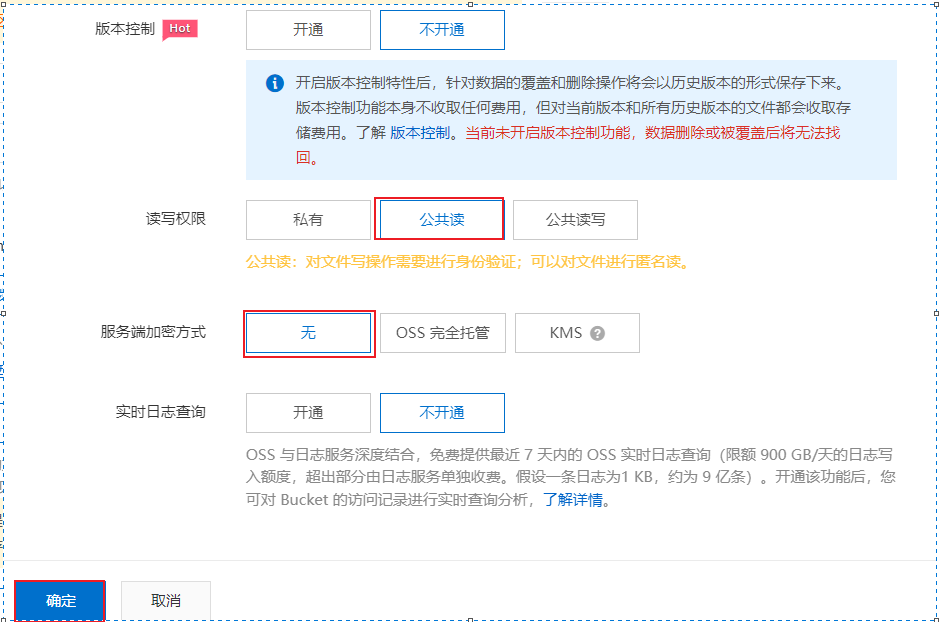 版本控制 Hot 开通 不开通
开启版本控制特性后，针对数据的覆盖和删除操作将会以历史版本的形式保存下来。
版本控制功能本身不收取任何费用，但对当前版本和所有历史版本的文件都会收取存
储费用。了解 版本控制。当前未开启版本控制功能，数据删除或被覆盖后将无法找
回。
读写权限 私有 公共读 公共读写
公共读：对文件写操作需要进行身份验证；可以对文件进行匿名读。
服务端加密方式 无 OSS 完全托管 KMS ?
实时日志查询 开通 不开通
OSS 与日志服务深度结合，免费提供最近 7 天内的 OSS 实时日志查询（限额 900 GB/天的日志写
入额度，超出部分由日志服务单独收费。假设一条日志为1 KB，约为 9 亿条）。开通该功能后，您
可对 Bucket 的访问记录进行实时查询分析，了解详情。
确定 取消